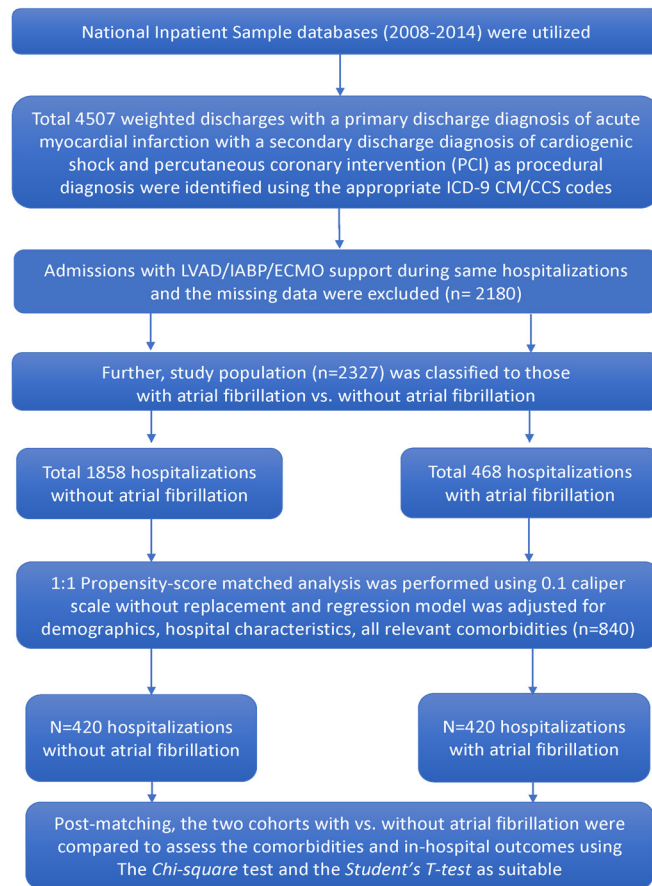 National Inpatient Sample databases (2008-2014) were utilized
Total 4507 weighted discharges with a primary discharge diagnosis of acute
myocardial infarction with a secondary discharge diagnosis of cardiogenic
shock and percutaneous coronary intervention (PCI) as procedural
diagnosis were identified using the appropriate ICD-9 CM/CCS codes
Admissions with LVAD/IABP/ECMO support during same hospitalizations
and the missing data were excluded (n= 2180)
Further, study population (n=2327) was classified to those
with atrial fibrillation vs. without atrial fibrillation
Total 1858 hospitalizations
without atrial fibrillation
Total 468 hospitalizations
with atrial fibrillation
1:1 Propensity-score matched analysis was performed using 0.1 caliper
scale without replacement and regression model was adjusted for
demographics, hospital characteristics, all relevant comorbidities (n=840)
N=420 hospitalizations
without atrial fibrillation
N=420 hospitalizations
with atrial fibrillation
Post-matching, the two cohorts with vs. without atrial fibrillation were
compared to assess the comorbidities and in-hospital outcomes using
The Chi-square test and the Student's T-test as suitable